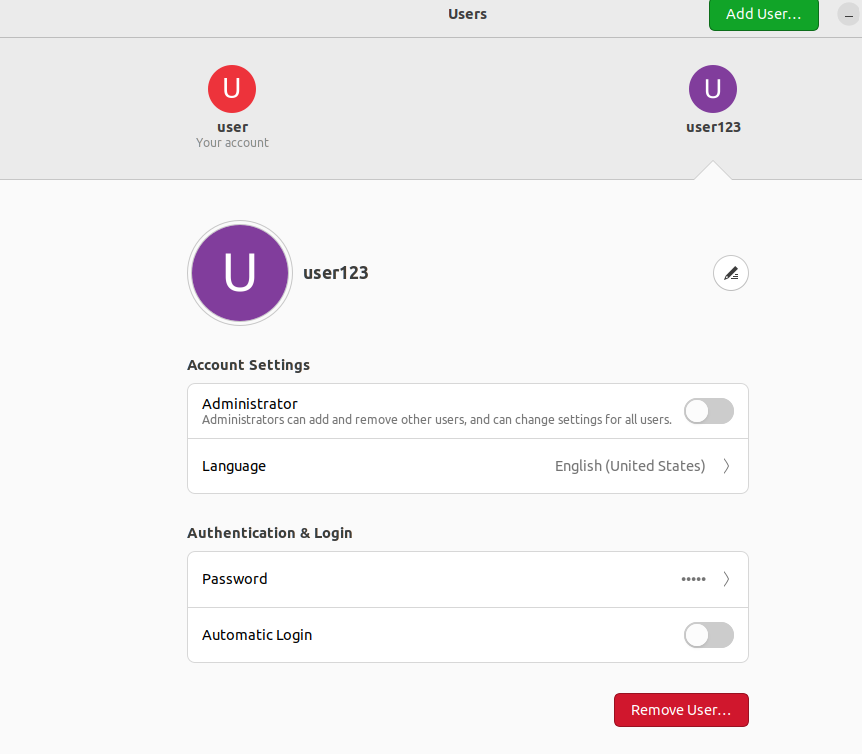 Users
Add User...
U
U
user
user123
Your account
U
user123
Account Settings
Administrator
Administrators can add and remove other users, and can change settings for all users.
Language
English (United States)
Authentication & Login
Password
•••••
Automatic Login
Remove User...